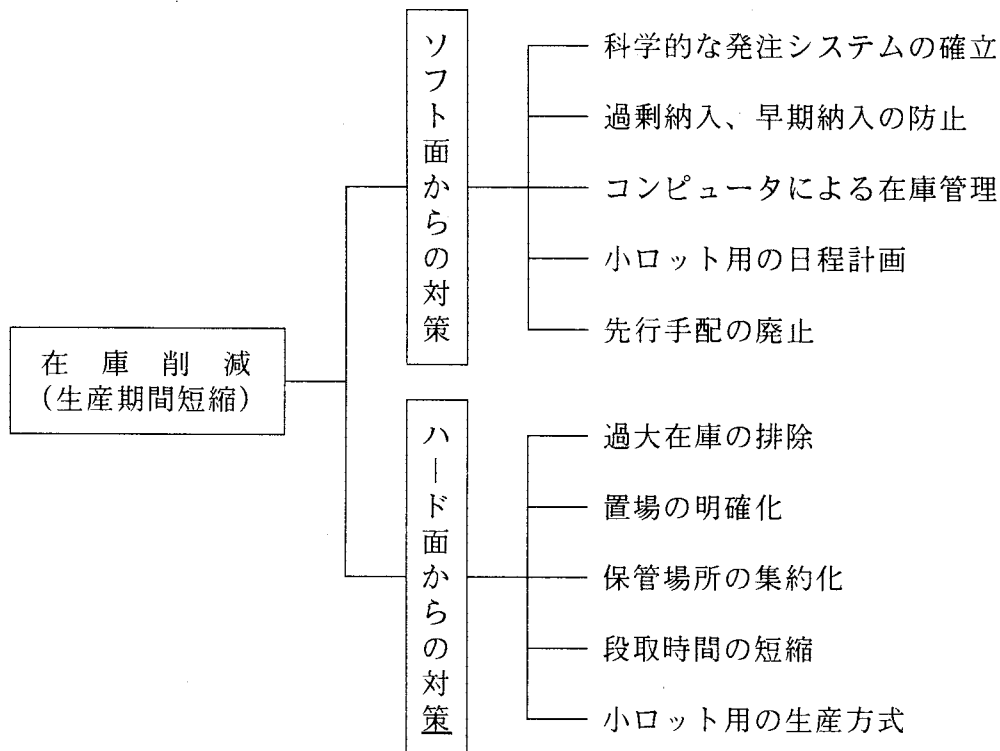 在庫削減
(生産期間短縮)
ソフト面からの対策
科学的な発注システムの確立
過剰納入、早期納入の防止
コンピュータによる在庫管理
小ロット用の日程計画
先行手配の廃止
ハード面からの対策
過大在庫の排除
置場の明確化
保管場所の集約化
段取時間の短縮
小ロット用の生産方式